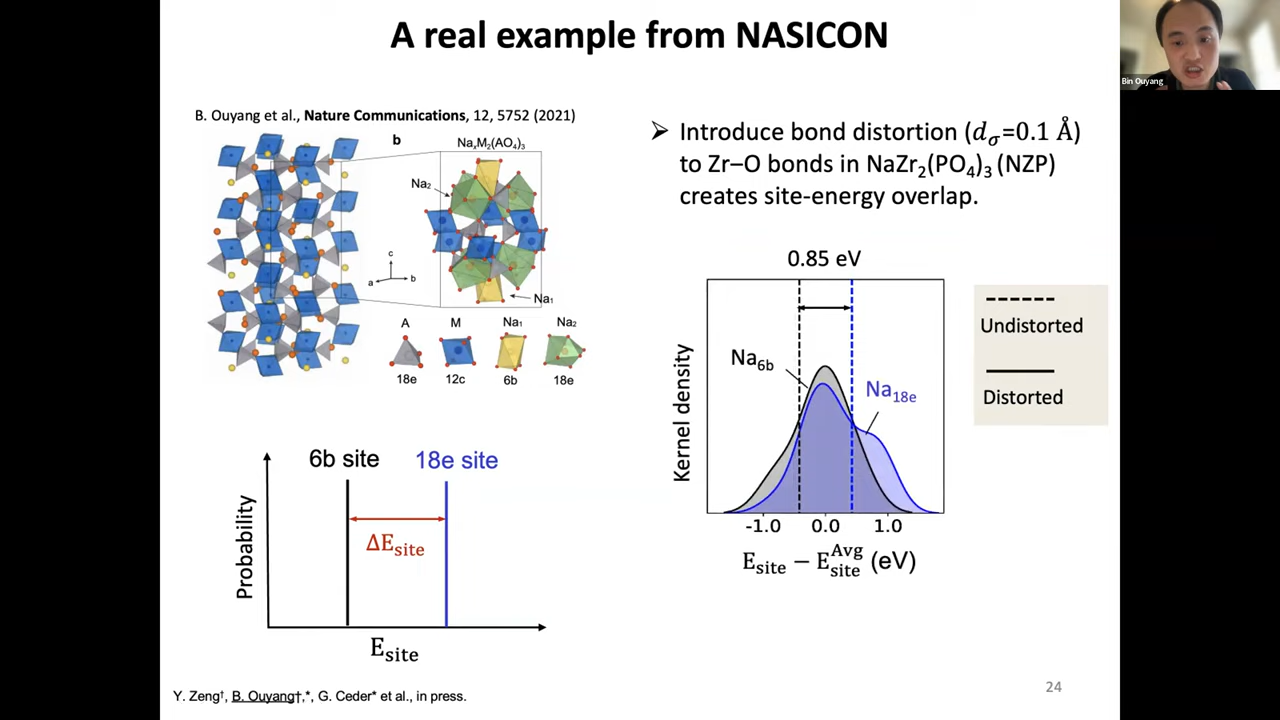 A real example from NASICON
Bin Ouyang
B. Ouyang et al., Nature Communications, 12, 5752 (2021)
b
NaₓM₂(AO₄)₃
Na₂
c
a
b
Na₁
A
M
Na₁
Na₂
18e
12c
6b
18e
➢ Introduce bond distortion (d_σ=0.1 Å)
to Zr–O bonds in NaZr₂(PO₄)₃ (NZP)
creates site-energy overlap.
0.85 eV
Na₆b
Na₁₈e
Kernel density
-1.0 0.0 1.0
E_site – E_site^Avg (eV)
Undistorted
Distorted
6b site 18e site
ΔE_site
Probability
E_site
Y. Zeng†, B. Ouyang†,*, G. Ceder* et al., in press.
24